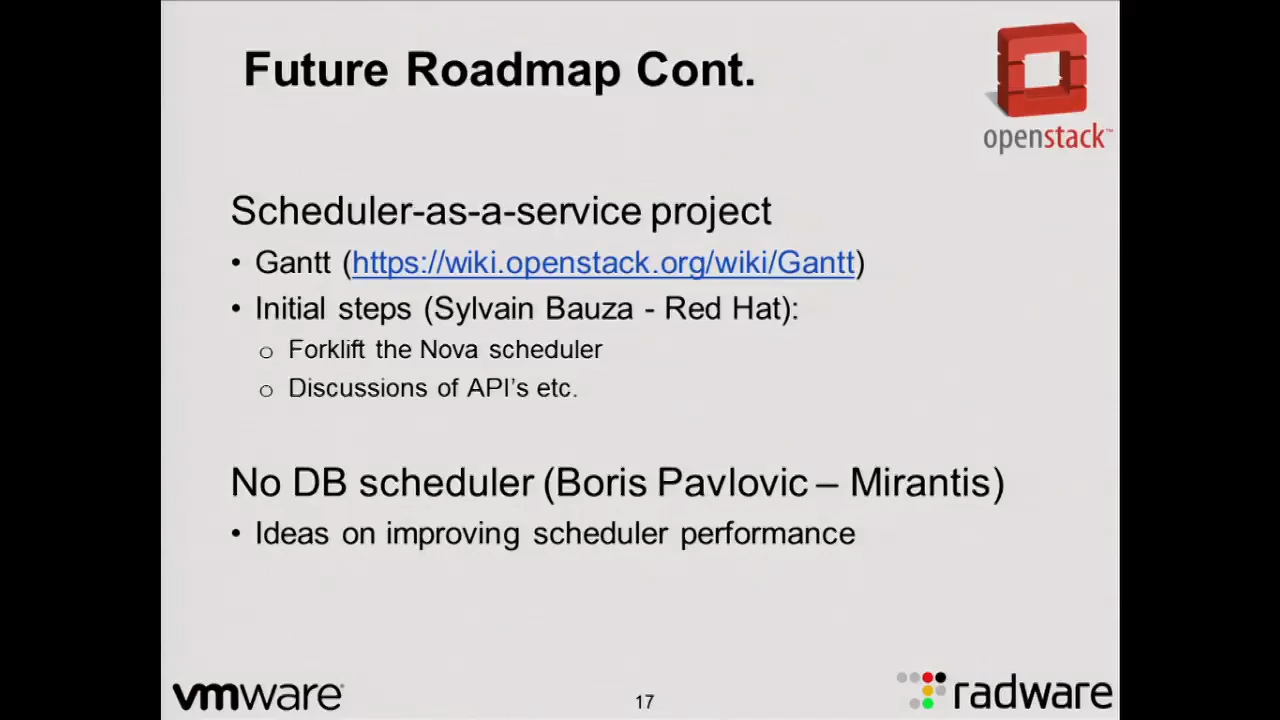 Future Roadmap Cont.
openstack™
Scheduler-as-a-service project
• Gantt (https://wiki.openstack.org/wiki/Gantt)
• Initial steps (Sylvain Bauza - Red Hat):
o Forklift the Nova scheduler
o Discussions of API's etc.
No DB scheduler (Boris Pavlovic – Mirantis)
• Ideas on improving scheduler performance
vmware
17
radware